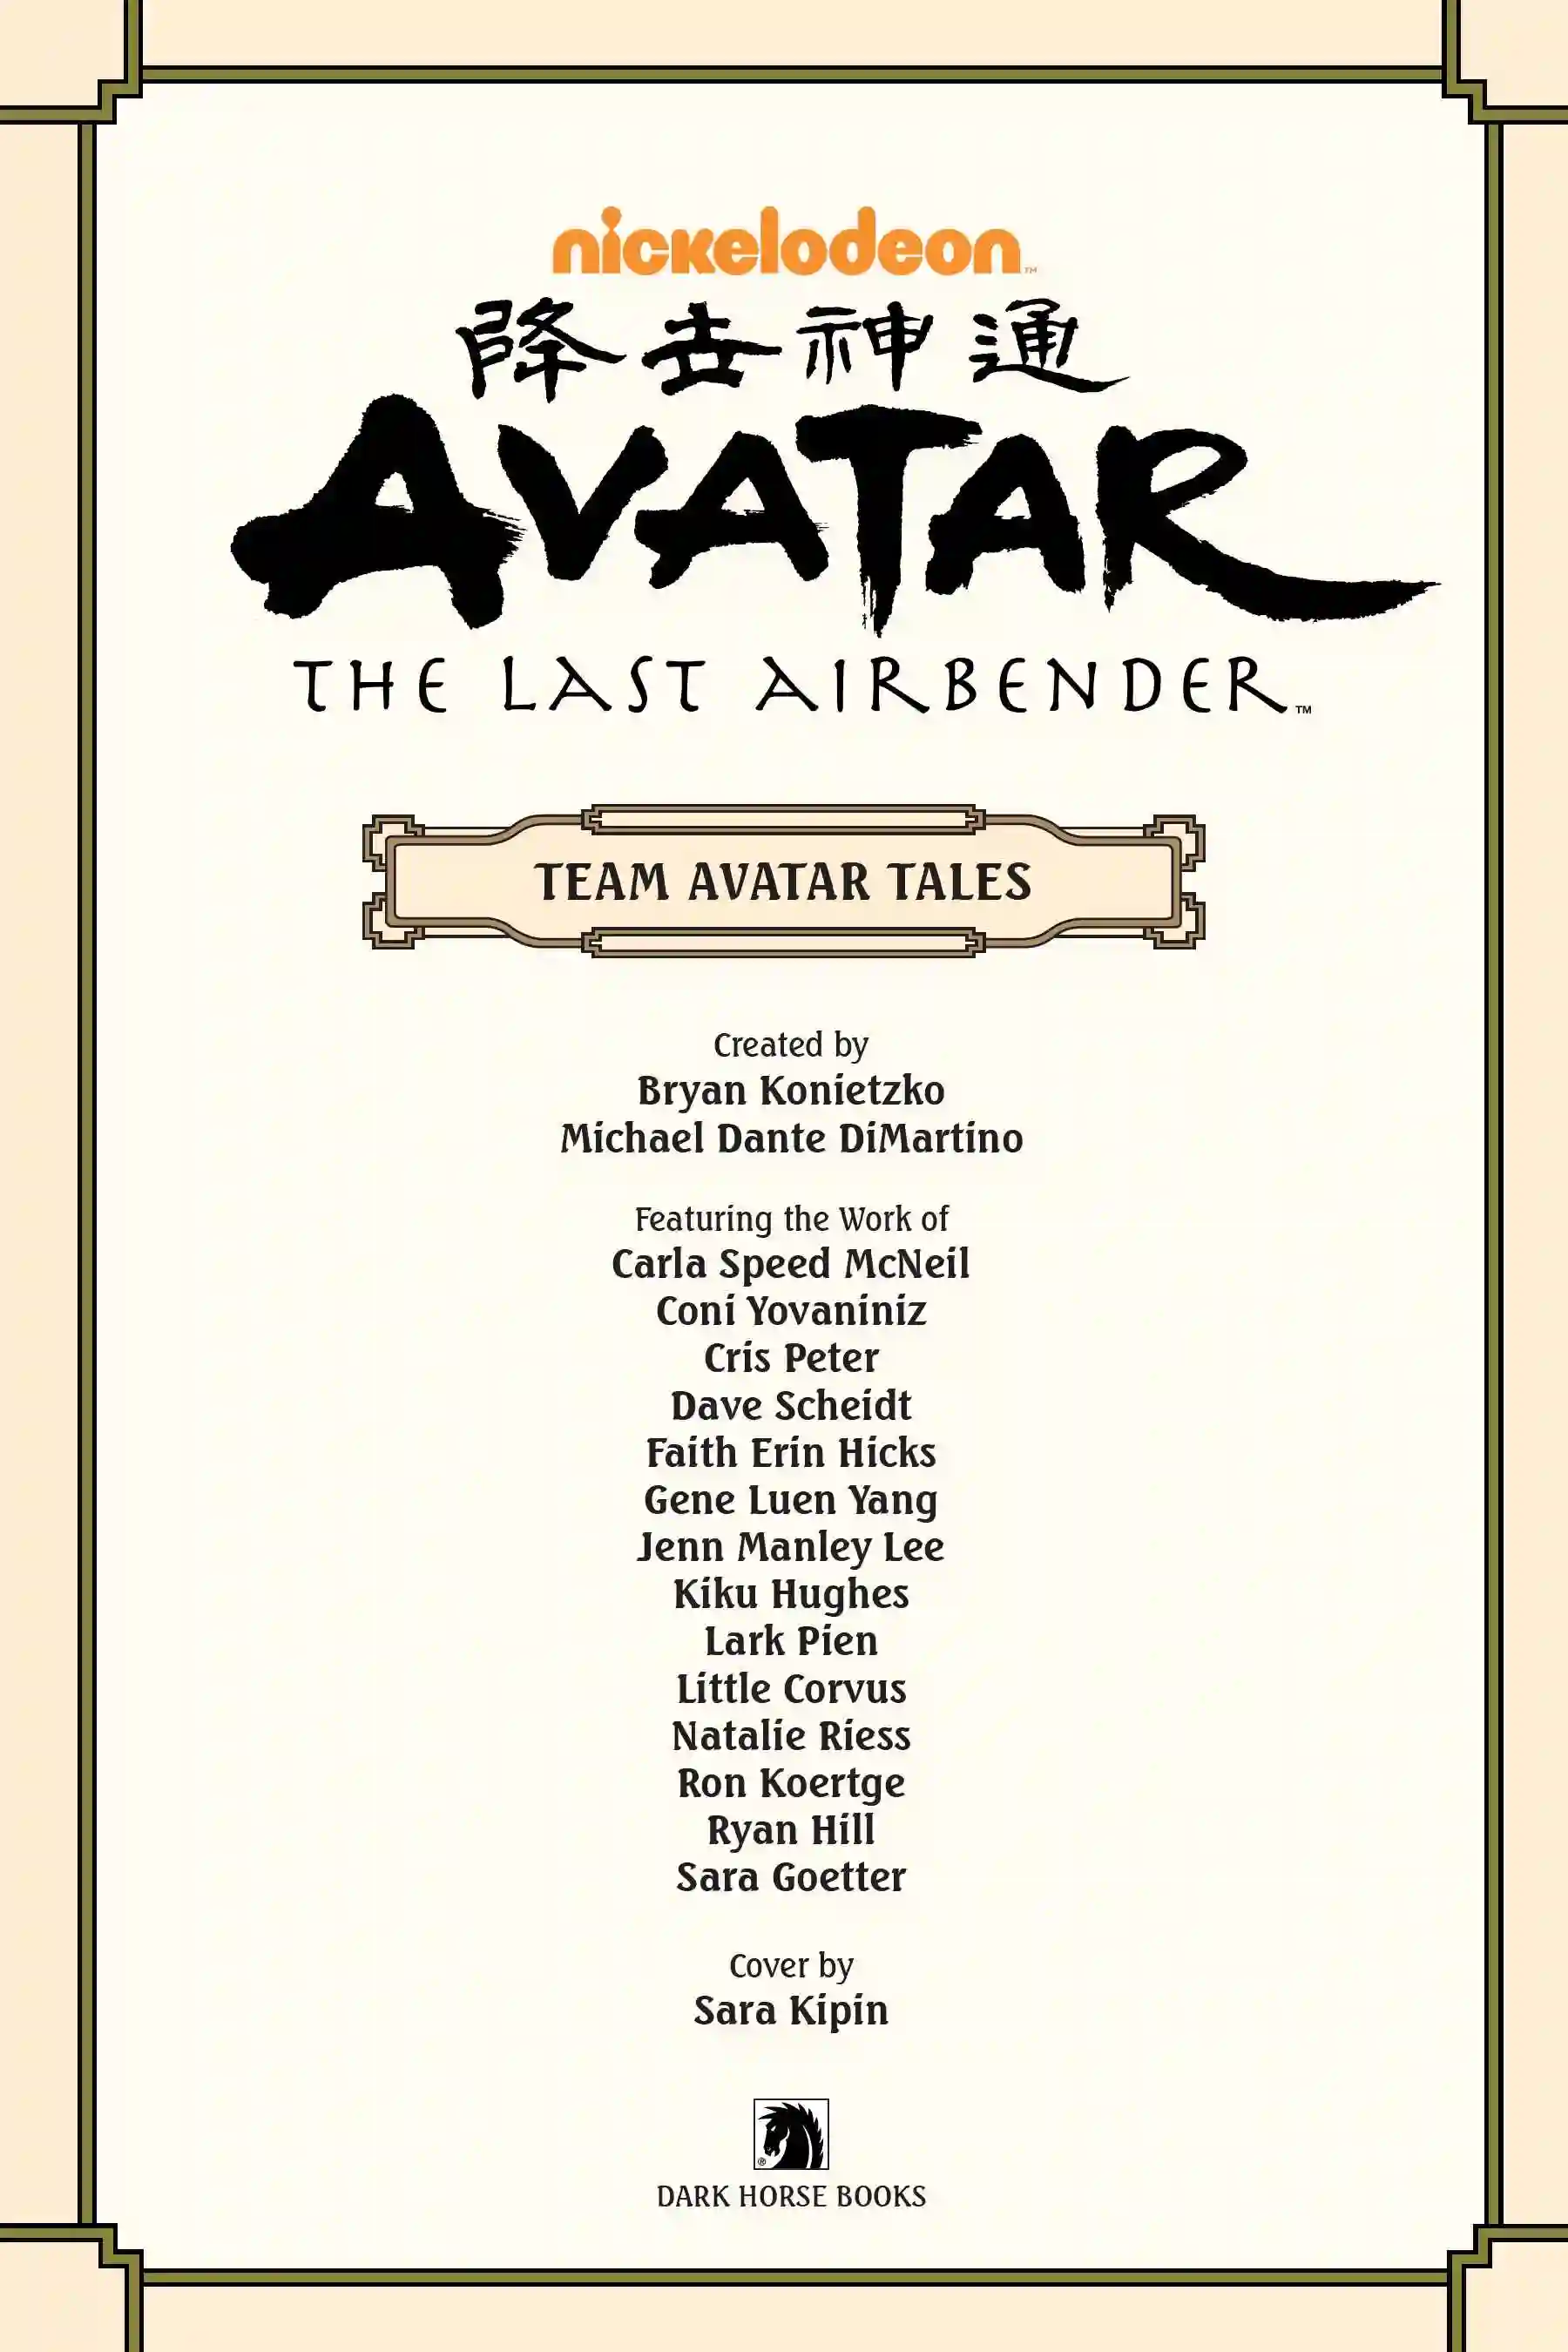 nickelodeon™
降世神通
AVATAR
THE LAST AIRBENDER™
TEAM AVATAR TALES
Created by
Bryan Konietzko
Michael Dante DiMartino
Featuring the Work of
Carla Speed McNeil
Coni Yovaniniz
Cris Peter
Dave Scheidt
Faith Erin Hicks
Gene Luen Yang
Jenn Manley Lee
Kiku Hughes
Lark Pien
Little Corvus
Natalie Riess
Ron Koertge
Ryan Hill
Sara Goetter
Cover by
Sara Kipin
®
DARK HORSE BOOKS